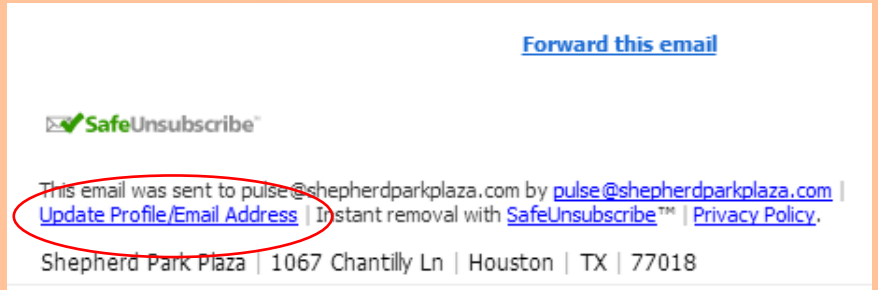 Forward this email
SafeUnsubscribe™
This email was sent to pulse@shepherdparkplaza.com by pulse@shepherdparkplaza.com |
Update Profile/Email Address | Instant removal with SafeUnsubscribe™ | Privacy Policy.
Shepherd Park Plaza | 1067 Chantilly Ln | Houston | TX | 77018